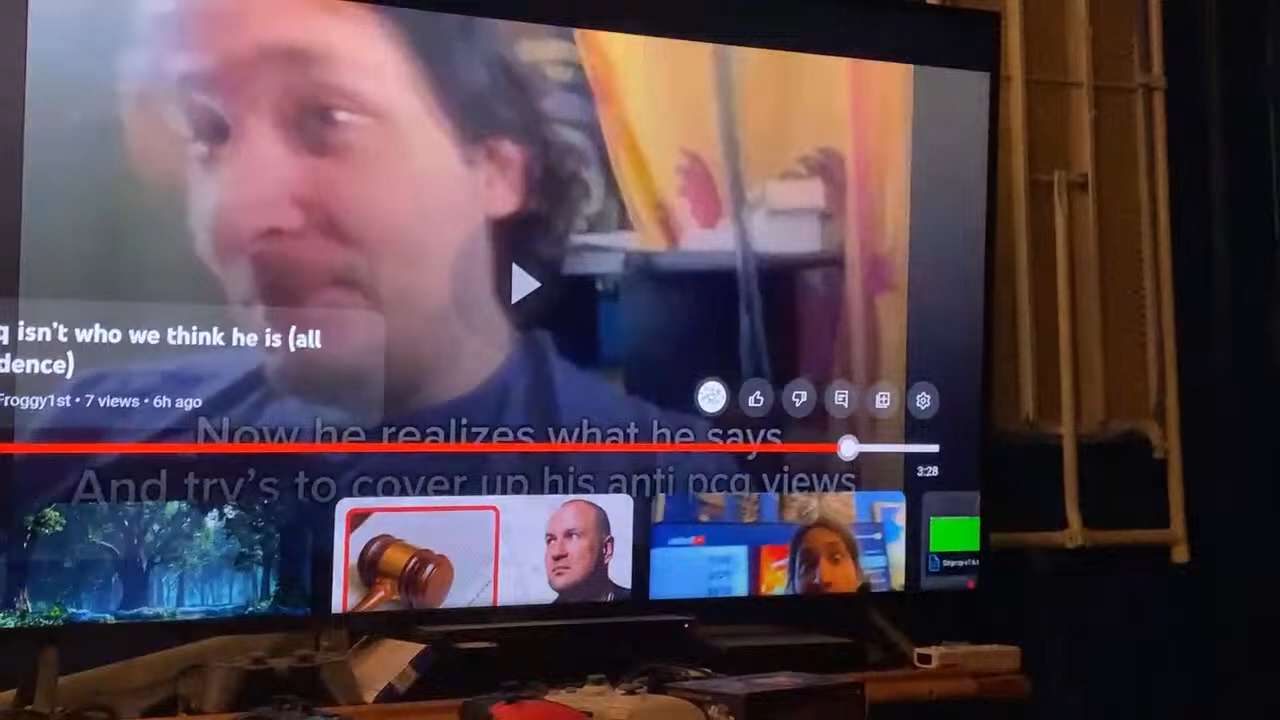 q isn't who we think he is (all
dence)
Froggy1st • 7 views • 6h ago
Now he realizes what he says
And try's to cover up his anti pcq views
3:28